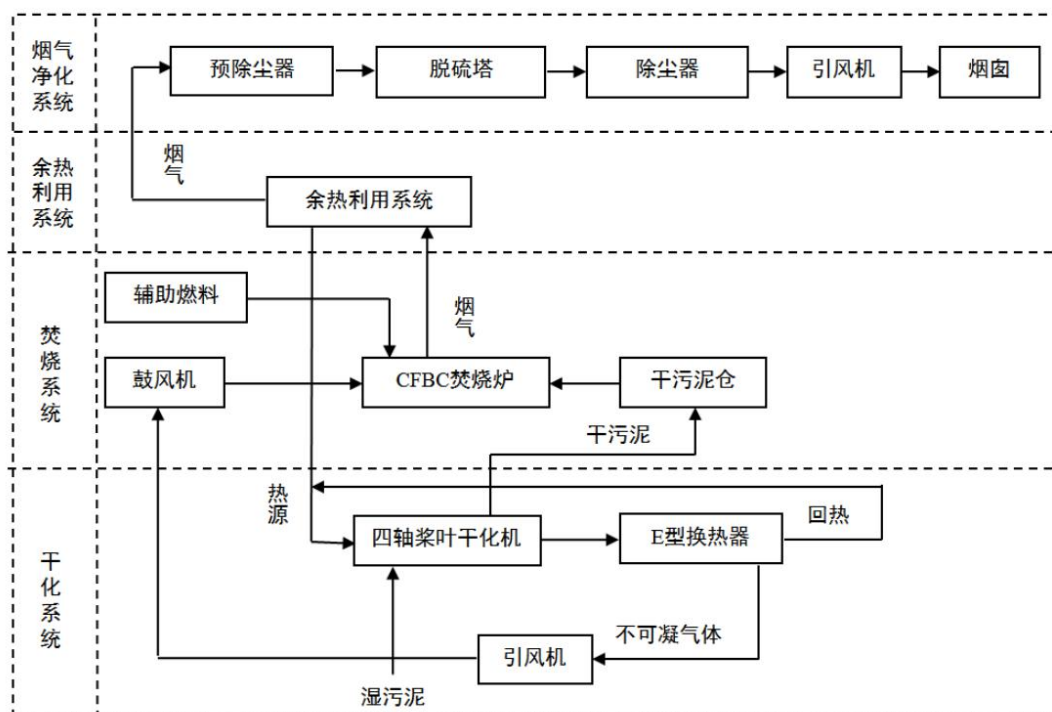 烟气
净化
系统
预除尘器
脱硫塔
除尘器
引风机
烟囱
余热
利用
系统
烟
气
余热利用系统
焚
烧
系
统
辅助燃料
烟
气
鼓风机
CFBC焚烧炉
干污泥仓
干污泥
干
化
系
统
热
源
四轴桨叶干化机
E型换热器
回热
不可凝气体
引风机
湿污泥